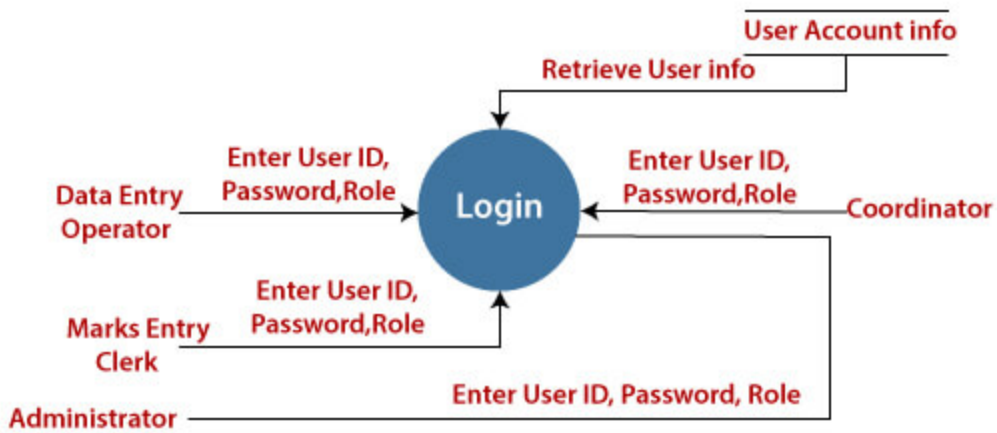 User Account info
Retrieve User info
Enter User ID,
Password,Role
Data Entry
Operator
Login
Enter User ID,
Password,Role
Coordinator
Enter User ID,
Password,Role
Marks Entry
Clerk
Enter User ID, Password, Role
Administrator